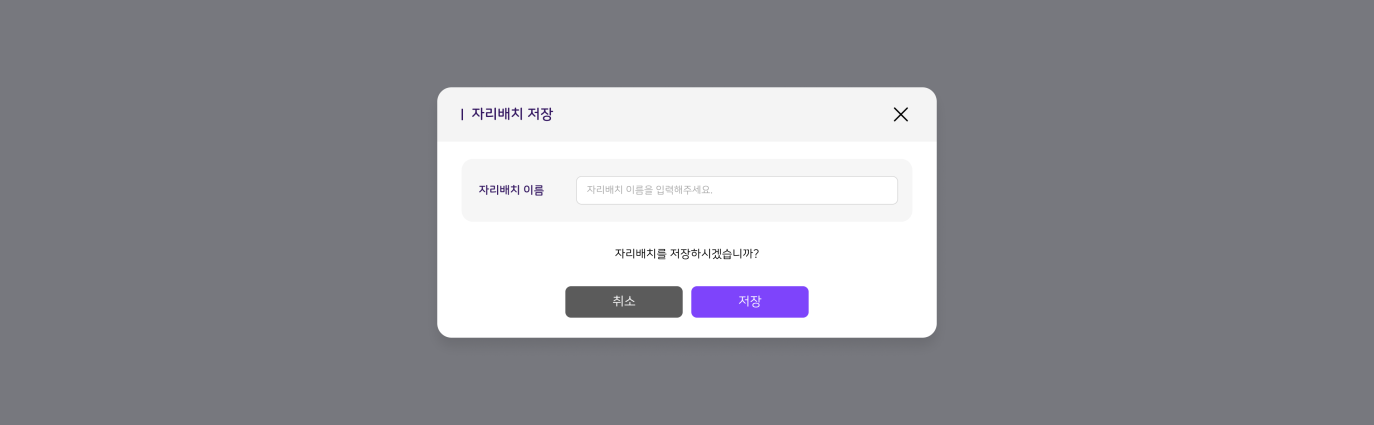 자리배치 저장
자리배치 이름
자리배치 이름을 입력해주세요.
자리배치를 저장하시겠습니까?
취소
저장